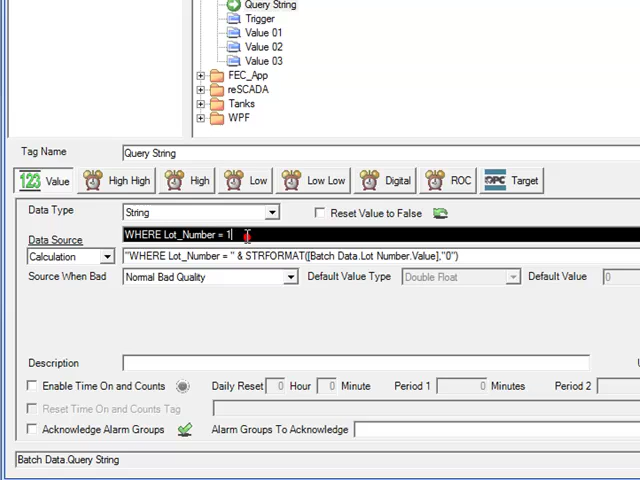 Query String
Trigger
Value 01
Value 02
Value 03
FEC_App
reSCADA
Tanks
WPF
Tag Name Query String
123 Value High High High Low Low Low Digital ROC OPC Target
Data Type String Reset Value to False
Data Source WHERE Lot_Number = 1
Calculation "WHERE Lot_Number = " & STRFORMAT([Batch Data.Lot Number.Value],"0")
Source When Bad Normal Bad Quality Default Value Type Double Float Default Value 0
Description
Enable Time On and Counts Daily Reset 0 Hour 0 Minute Period 1 0 Minutes Period 2
Reset Time On and Counts Tag
Acknowledge Alarm Groups Alarm Groups To Acknowledge
Batch Data.Query String